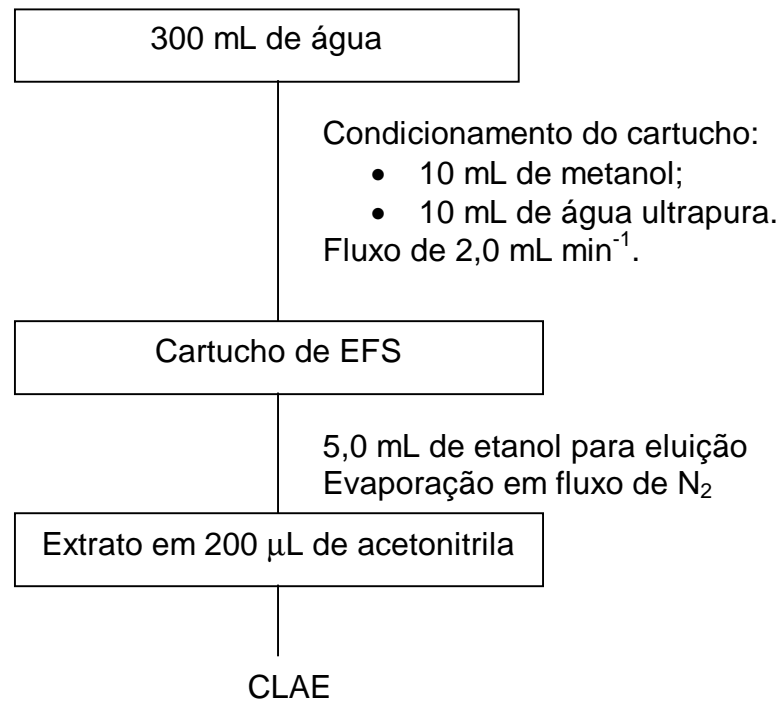 300 mL de água
Condicionamento do cartucho:
• 10 mL de metanol;
• 10 mL de água ultrapura.
Fluxo de 2,0 mL min⁻¹.
Cartucho de EFS
5,0 mL de etanol para eluição
Evaporação em fluxo de N₂
Extrato em 200 μL de acetonitrila
CLAE